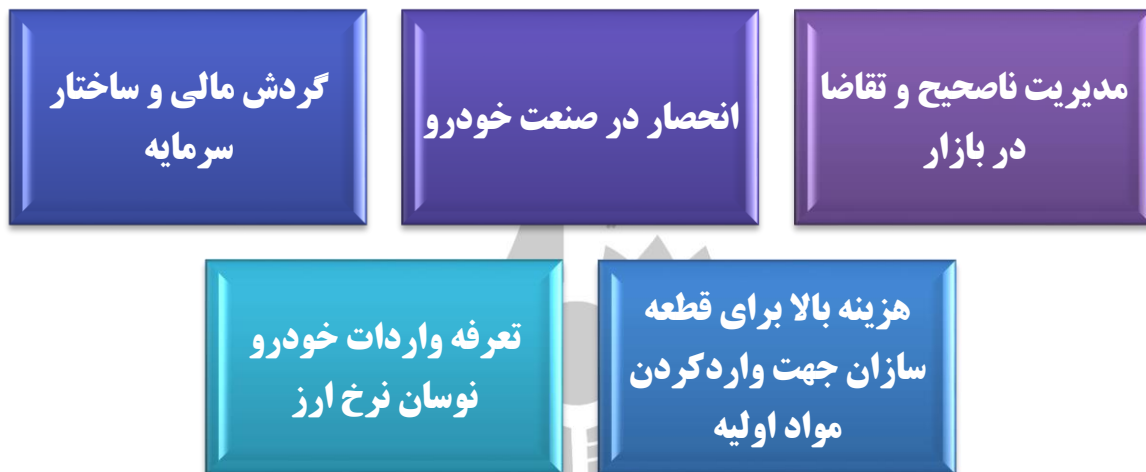 مدیریت ناصحیح و تقاضا
در بازار
انحصار در صنعت خودرو
گردش مالی و ساختار
سرمایه
هزینه بالا برای قطعه
سازان جهت واردکردن
مواد اولیه
تعرفه واردات خودرو
نوسان نرخ ارز